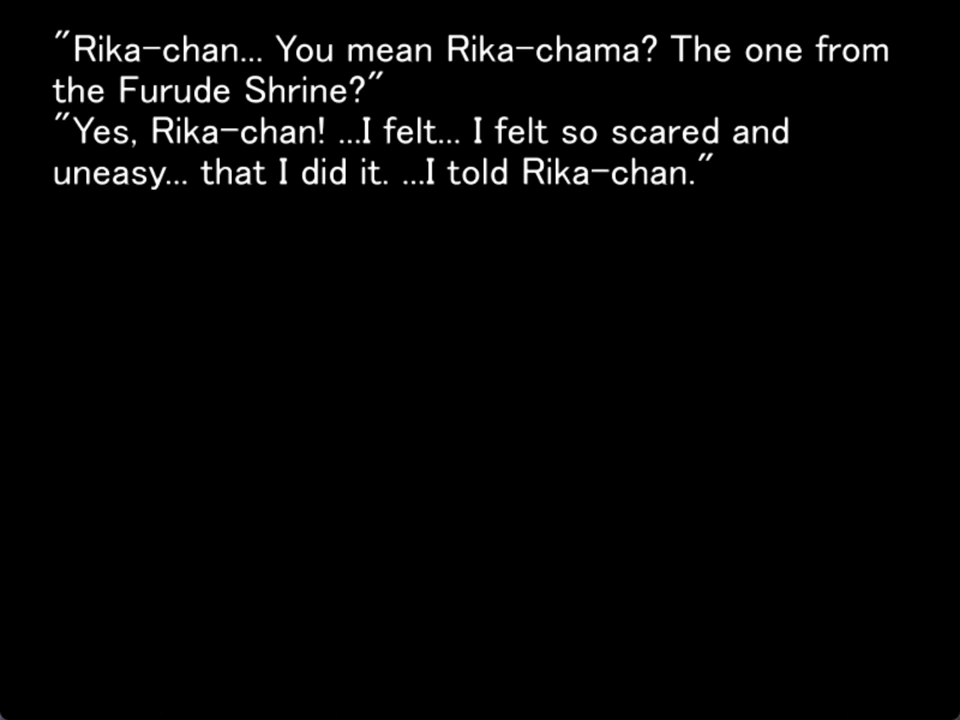 "Rika-chan... You mean Rika-chama? The one from
the Furude Shrine?"
"Yes, Rika-chan! ...I felt... I felt so scared and
uneasy... that I did it. ...I told Rika-chan."